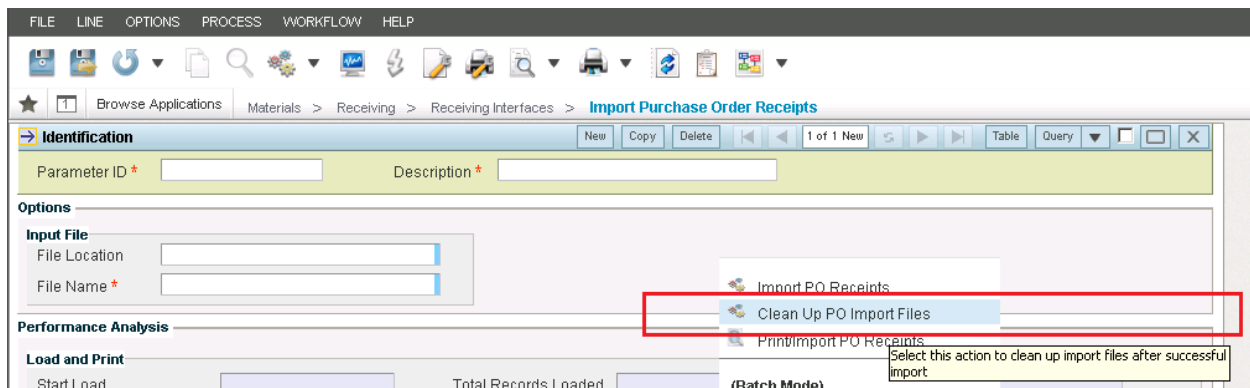 FILE LINE OPTIONS PROCESS WORKFLOW HELP
1 Browse Applications Materials > Receiving > Receiving Interfaces > Import Purchase Order Receipts
Identification New Copy Delete 1 of 1 New Table Query
Parameter ID * Description *
Options
Input File
File Location
File Name *
Import PO Receipts
Clean Up PO Import Files
Performance Analysis
Print/Import PO Receipts
Select this action to clean up import files after successful
import
Load and Print
Start Load Total Records Loaded (Batch Mode)